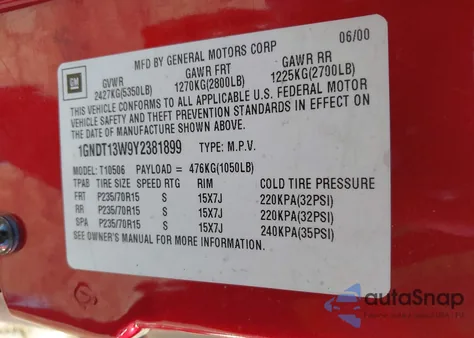 GM
MFD BY GENERAL MOTORS CORP 06/00
GVWR GAWR FRT GAWR RR
2427KG(5350LB) 1270KG(2800LB) 1225KG(2700LB)
THIS VEHICLE CONFORMS TO ALL APPLICABLE U.S. FEDERAL MOTOR
VEHICLE SAFETY AND THEFT PREVENTION STANDARDS IN EFFECT ON
THE DATE OF MANUFACTURE SHOWN ABOVE.
1GNDT13W9Y2381899 TYPE: M.P.V.
MODEL: T10506 PAYLOAD = 476KG(1050LB)
TPAB TIRE SIZE SPEED RTG RIM COLD TIRE PRESSURE
FRT P235/70R15 S 15X7J 220KPA(32PSI)
RR P235/70R15 S 15X7J 220KPA(32PSI)
SPA P235/70R15 S 15X7J 240KPA(35PSI)
SEE OWNER'S MANUAL FOR MORE INFORMATION.
autoSnap